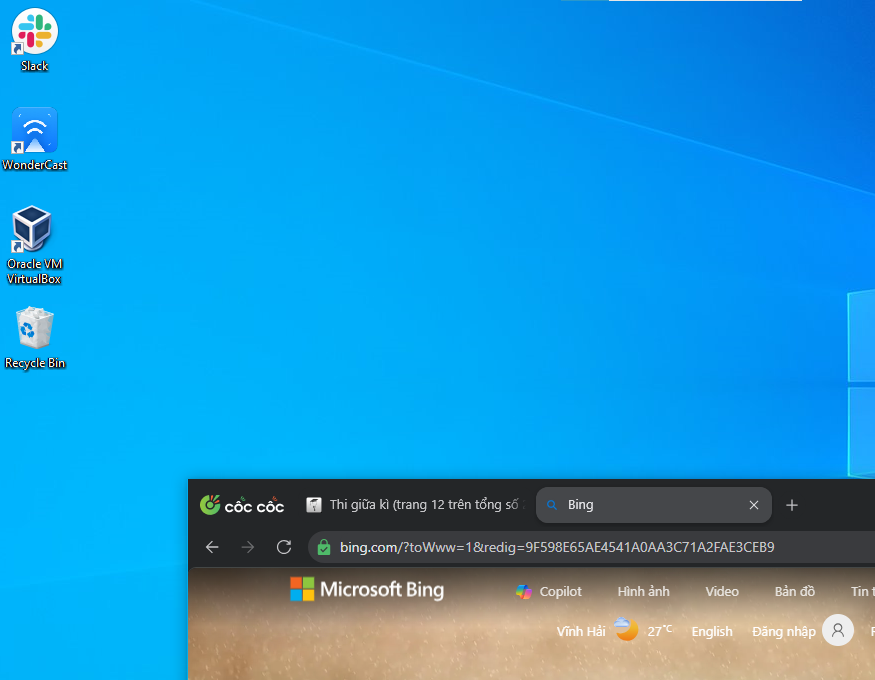 Slack
WonderCast
Oracle VM
VirtualBox
Recycle Bin
cốc cốc
Thi giữa kì (trang 12 trên tổng số
Bing
bing.com/?toWww=1&redig=9F598E65AE4541A0AA3C71A2FAE3CEB9
Microsoft Bing
Copilot
Hình ảnh
Video
Bản đồ
Tin
Vĩnh Hải
27°C
English
Đăng nhập